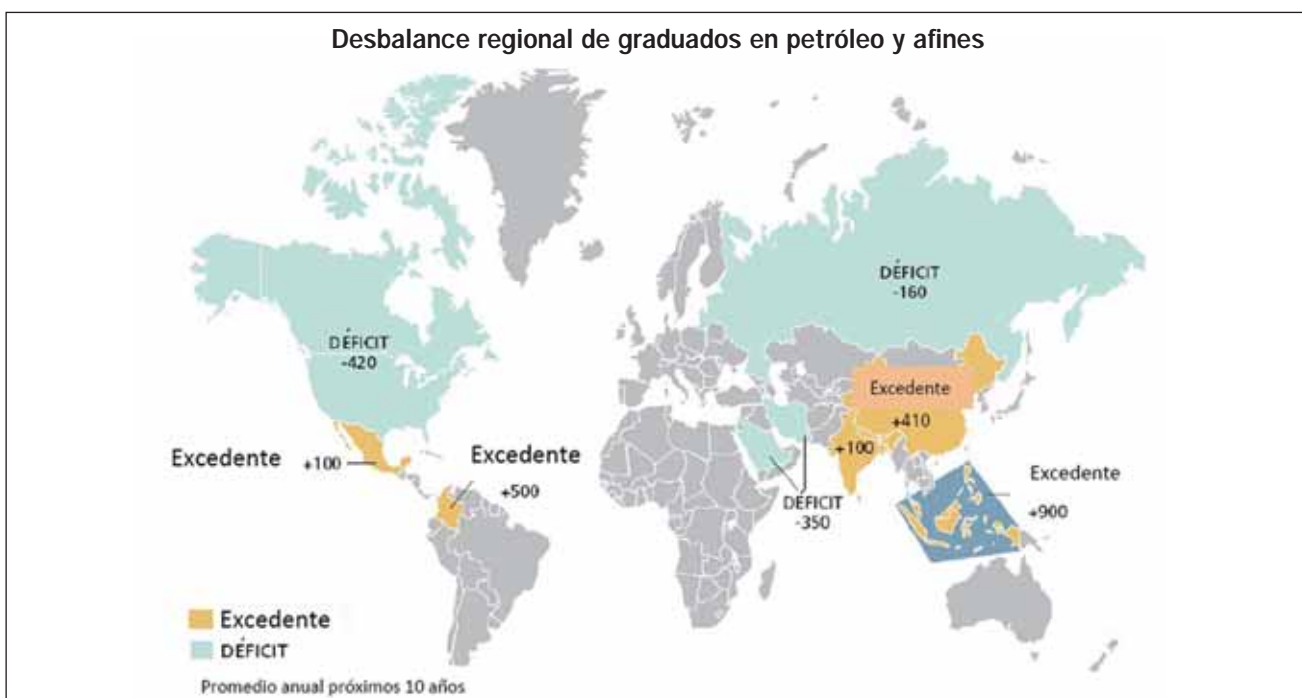 Desbalance regional de graduados en petróleo y afines
DÉFICIT
-160
DÉFICIT
-420
Excedente
+410
Excedente
+100
Excedente
+500
+100
DÉFICIT
-350
Excedente
+900
Excedente
DÉFICIT
Promedio anual próximos 10 años